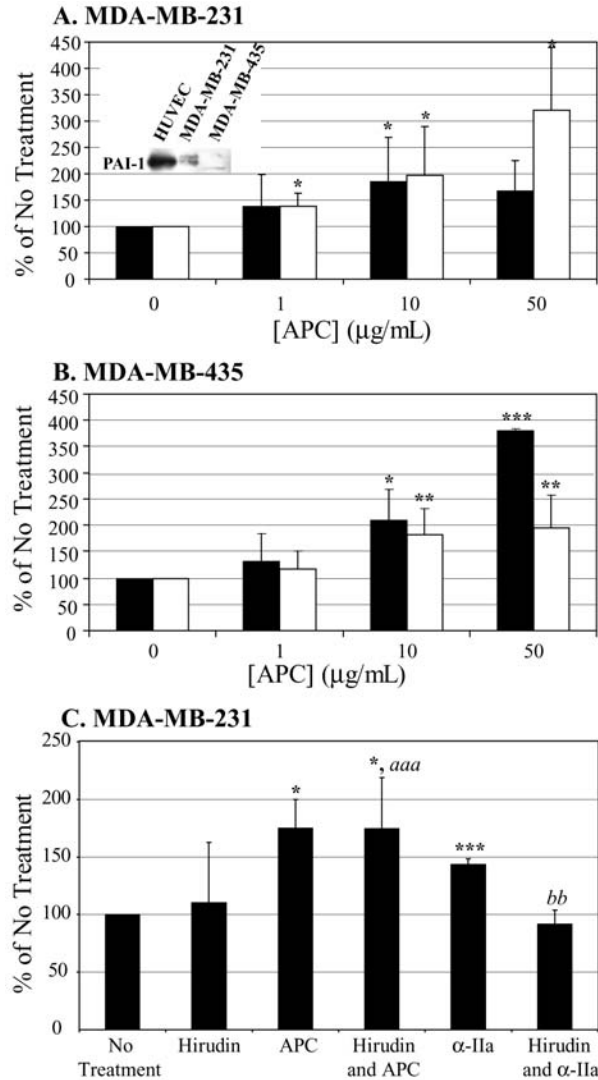 A. MDA-MB-231
% of No Treatment
450
400
350
300
250
200
150
100
50
0
HUVEC
MDA-MB-231
MDA-MB-435
PAI-1
*
*
*
*
0 1 10 50
[APC] (µg/mL)
B. MDA-MB-435
% of No Treatment
450
400
350
300
250
200
150
100
50
0
*
**
***
**
0 1 10 50
[APC] (µg/mL)
C. MDA-MB-231
% of No Treatment
250
200
150
100
50
0
*
*, aaa
***
bb
No Treatment
Hirudin
APC
Hirudin and APC
α-IIa
Hirudin and α-IIa